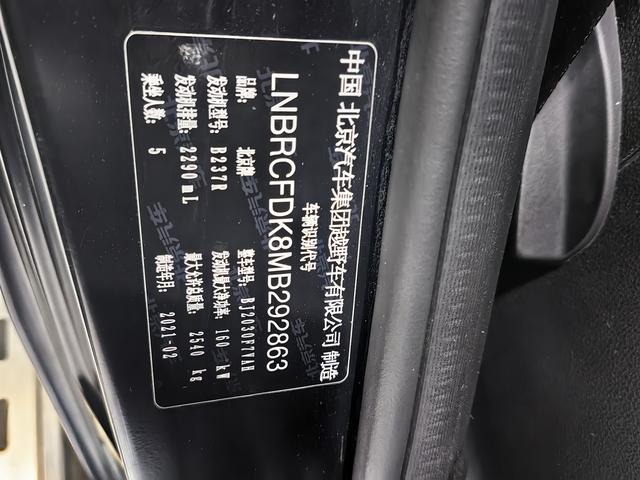 中国 北京汽车集团越野车有限公司 制造
车辆识别代号
LNBRCFDK8MB292863
品牌: 北京牌 整车型号: BJ2030F7VAH
发动机型号: B237R 发动机最大净功率: 160 kW
发动机排量: 2290 mL 最大允许总质量: 2540 kg
乘坐人数: 5 制造年月: 2021-02